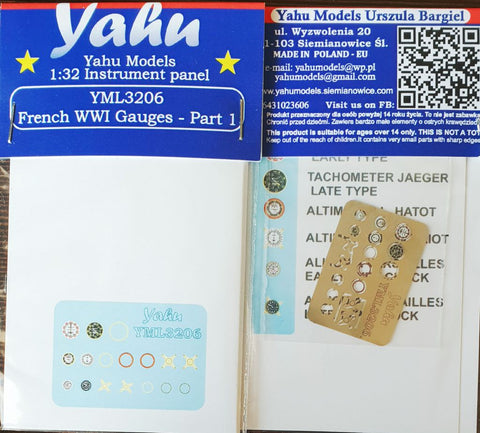 Yahu
Yahu Models
1:32 Instrument panel
YML3206
French WWI Gauges - Part 1
Yahu
YML3206
Yahu Models Urszula Bargiel
ul. Wyzwolenia 20
1-103 Siemianowice Śl.
MADE IN POLAND - EU
e-mail: yahumodels@wp.pl
yahumodels@gmail.com
www.yahumodels.siemianowice.com
6431023606 Visit us on FB:
Produkt przeznaczony dla osób powyżej 14 roku życia. To nie jest zabawka
Chronić przed dziećmi. Zawiera bardzo małe elementy o ostrych krawędziach
This product is suitable for ages over 14 only. THIS IS NOT A TO
Keep out of the reach of children.It contains very small parts with sharp edges
EARLY TYPE
TACHOMETER JAEGER
LATE TYPE
HATOT